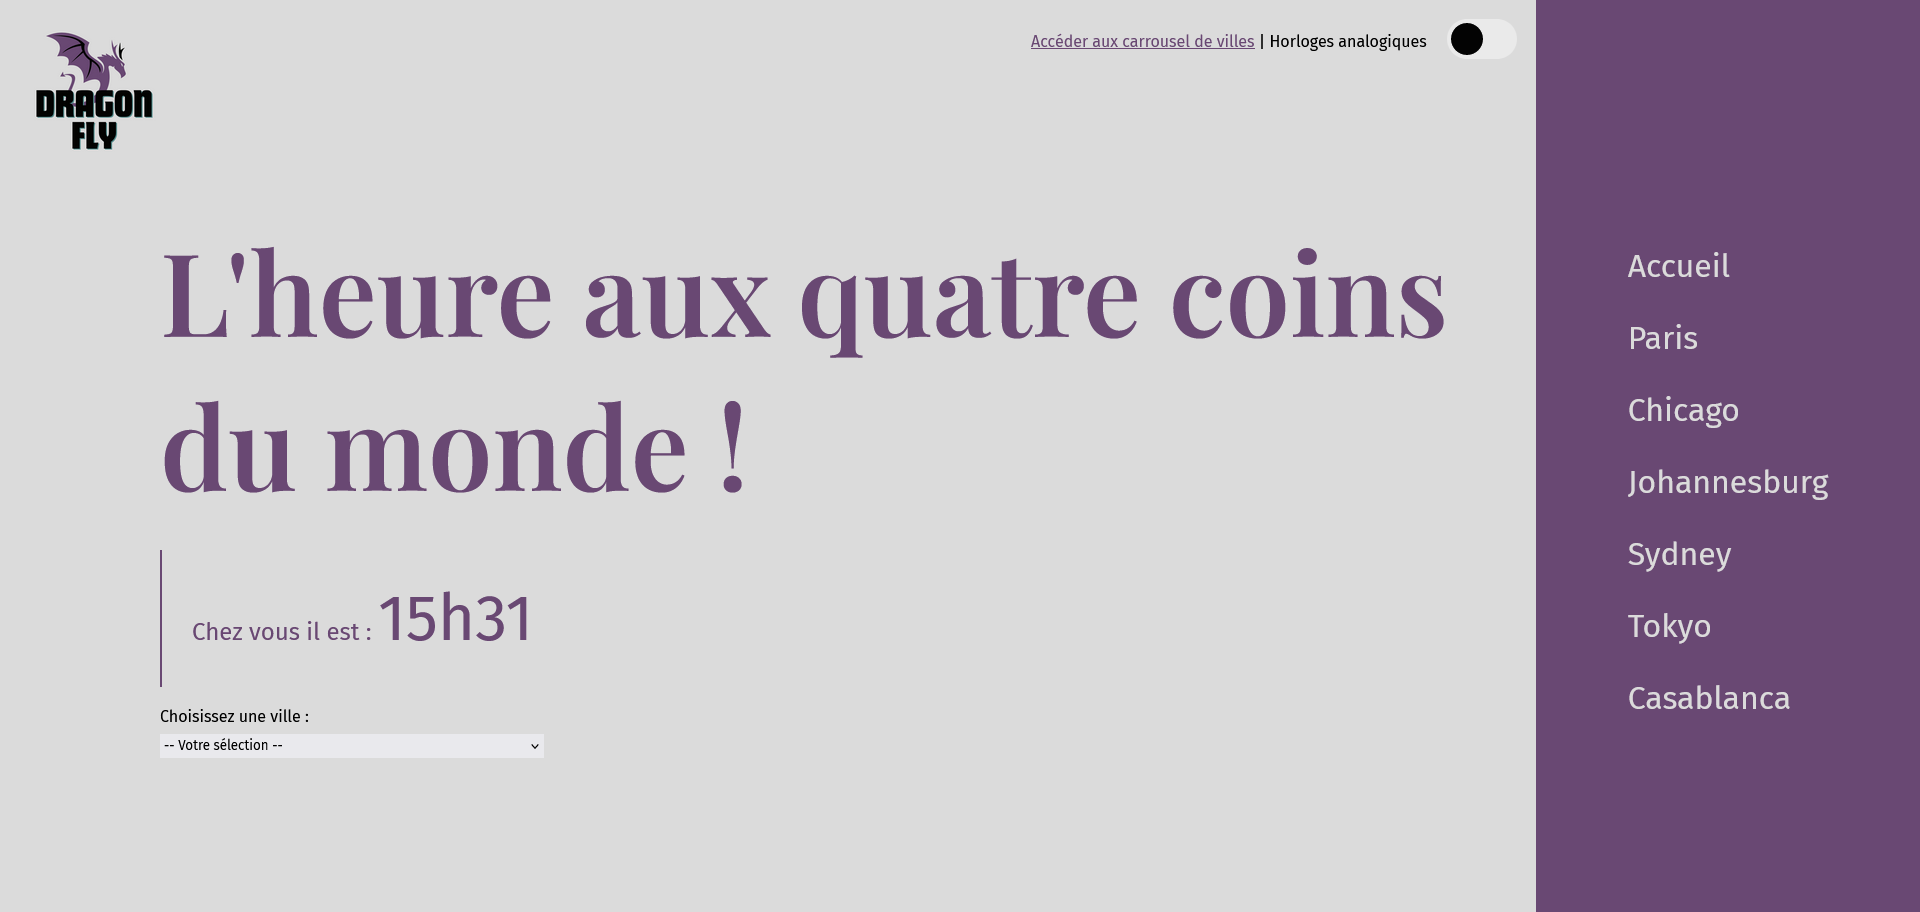 DRAGON
FLY
Accéder aux carrousel de villes | Horloges analogiques
L'heure aux quatre coins
du monde !
Chez vous il est : 15h31
Choisissez une ville :
-- Votre sélection --
Accueil
Paris
Chicago
Johannesburg
Sydney
Tokyo
Casablanca